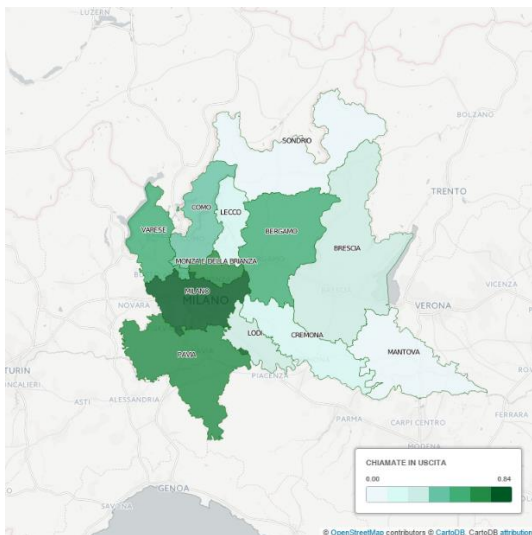 LUZERN
BOLZANO
SONDRIO
TRENTO
COMO
LECCO
VARESE
BERGAMO
BRESCIA
MONZA E DELLA BRIANZA
MILANO
MILANO
NOVARA
VERONA
VICENZA
LODI
CREMONA
MANTOVA
PAVIA
TURIN
PIACENZA
ASTI
ALESSANDRIA
PARMA
CARPI CENTRO
FERRARA
MODENA
GENOA
SAVONA
CHIAMATE IN USCITA
0.00 0.84
© OpenStreetMap contributors © CartoDB, CartoDB attribution